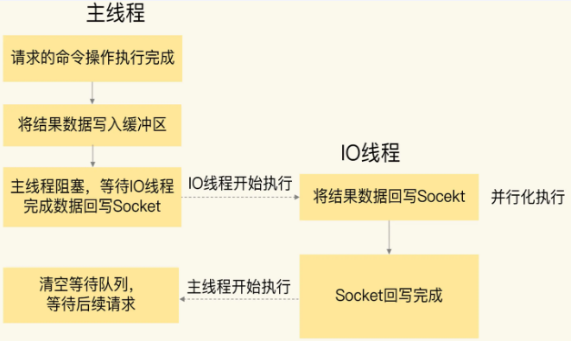 主线程
请求的命令操作执行完成
将结果数据写入缓冲区
IO线程
主线程阻塞，等待IO线程
完成数据回写Socket
IO线程开始执行
将结果数据回写Socekt
并行化执行
清空等待队列，
等待后续请求
主线程开始执行
Socket回写完成